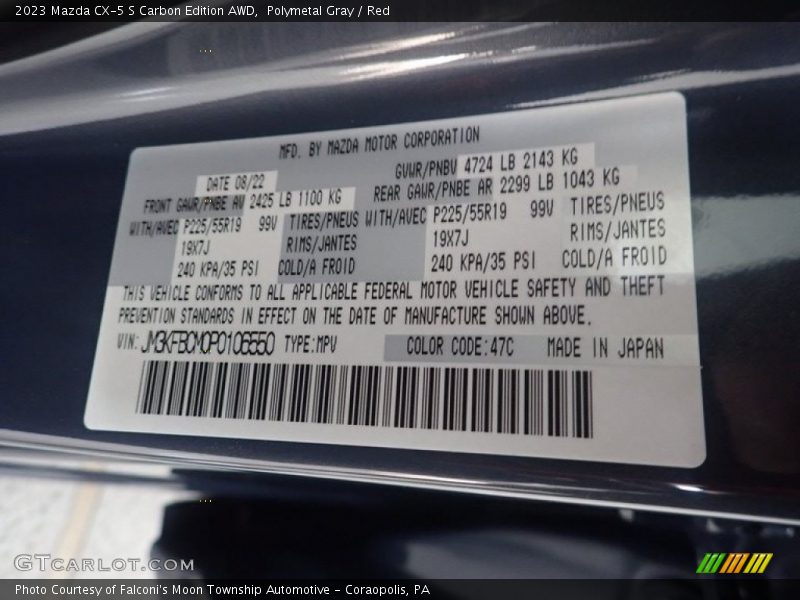 2023 Mazda CX-5 S Carbon Edition AWD,  Polymetal Gray / Red
MFD. BY MAZDA MOTOR CORPORATION
DATE 08/22 GVWR/PNBV 4724 LB 2143 KG
FRONT GAWR/PNBE AV 2425 LB 1100 KG REAR GAWR/PNBE AR 2299 LB 1043 KG
WITH/AVEC P225/55R19 99V TIRES/PNEUS WITH/AVEC P225/55R19 99V TIRES/PNEUS
19X7J RIMS/JANTES 19X7J RIMS/JANTES
240 KPA/35 PSI COLD/A FROID 240 KPA/35 PSI COLD/A FROID
THIS VEHICLE CONFORMS TO ALL APPLICABLE FEDERAL MOTOR VEHICLE SAFETY AND THEFT
PREVENTION STANDARDS IN EFFECT ON THE DATE OF MANUFACTURE SHOWN ABOVE.
VIN: JM3KFBCM0P0106550 TYPE:MPV COLOR CODE:47C MADE IN JAPAN
GTcarlot.com
Photo Courtesy of Falconi's Moon Township Automotive - Coraopolis, PA